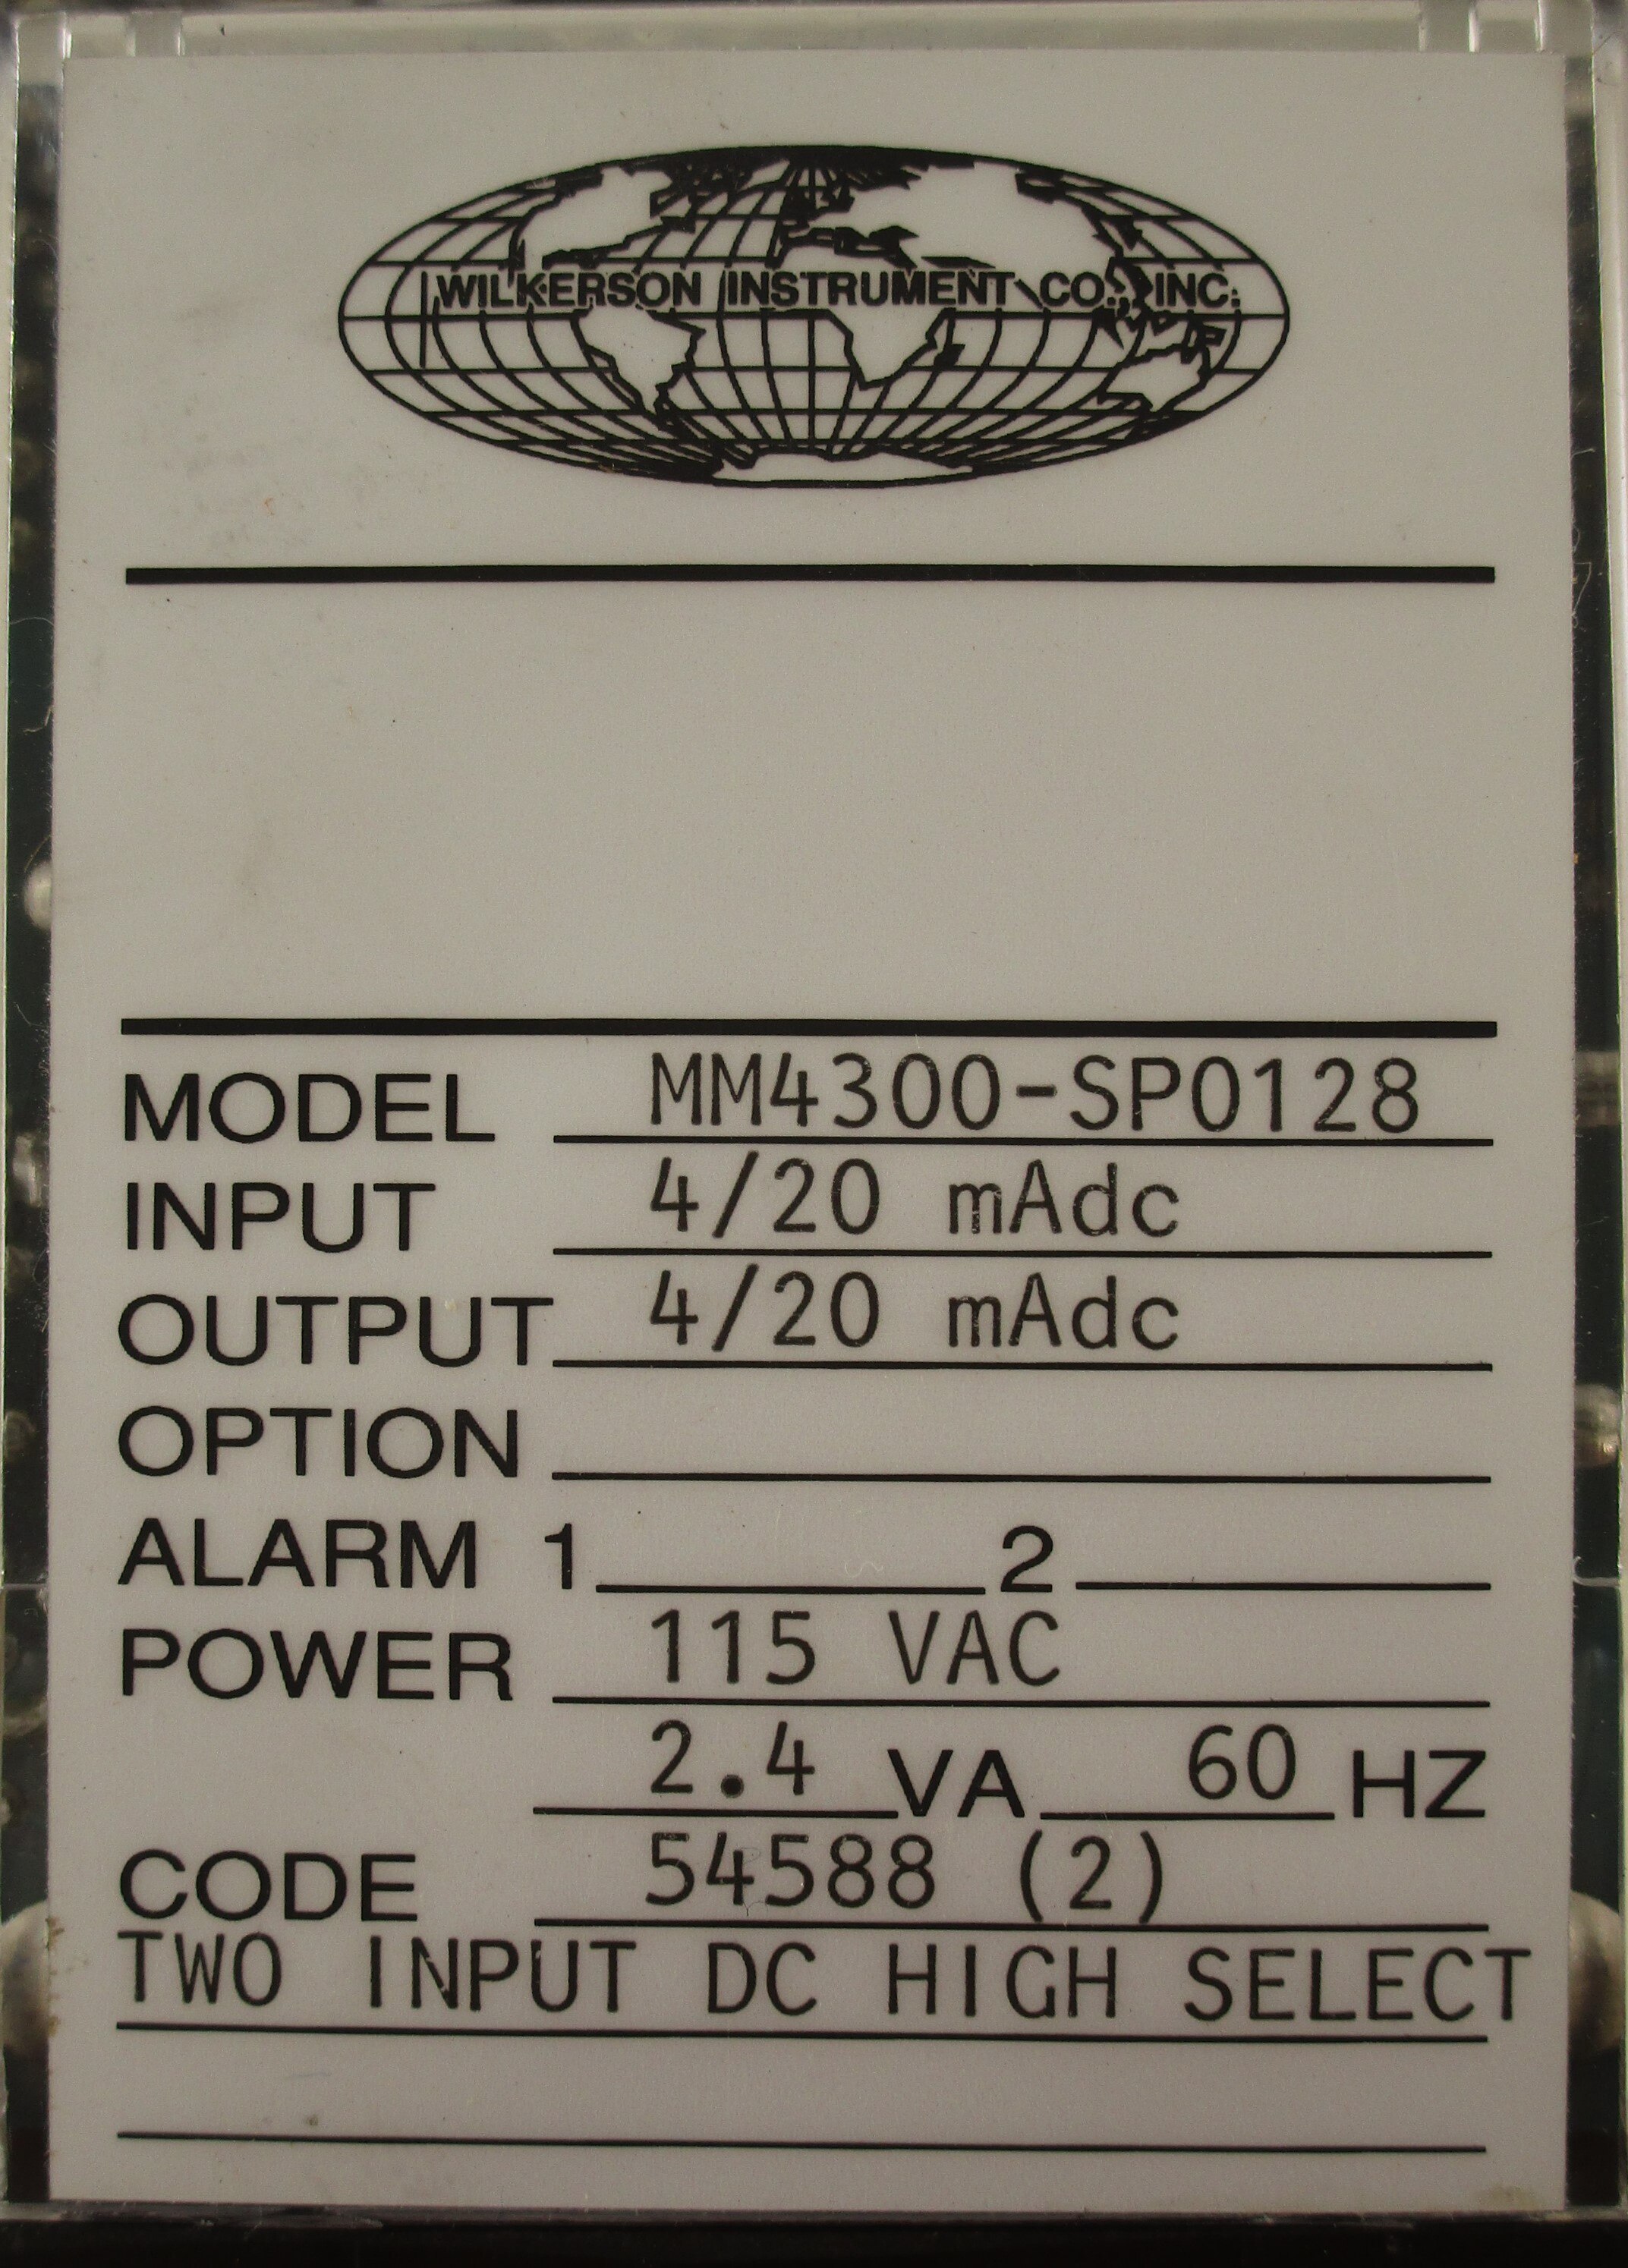 WILKERSON INSTRUMENT CO., INC.
MODEL MM4300-SP0128
INPUT 4/20 mAdc
OUTPUT 4/20 mAdc
OPTION
ALARM 1 2
POWER 115 VAC
2.4 VA 60 HZ
CODE 54588 (2)
TWO INPUT DC HIGH SELECT